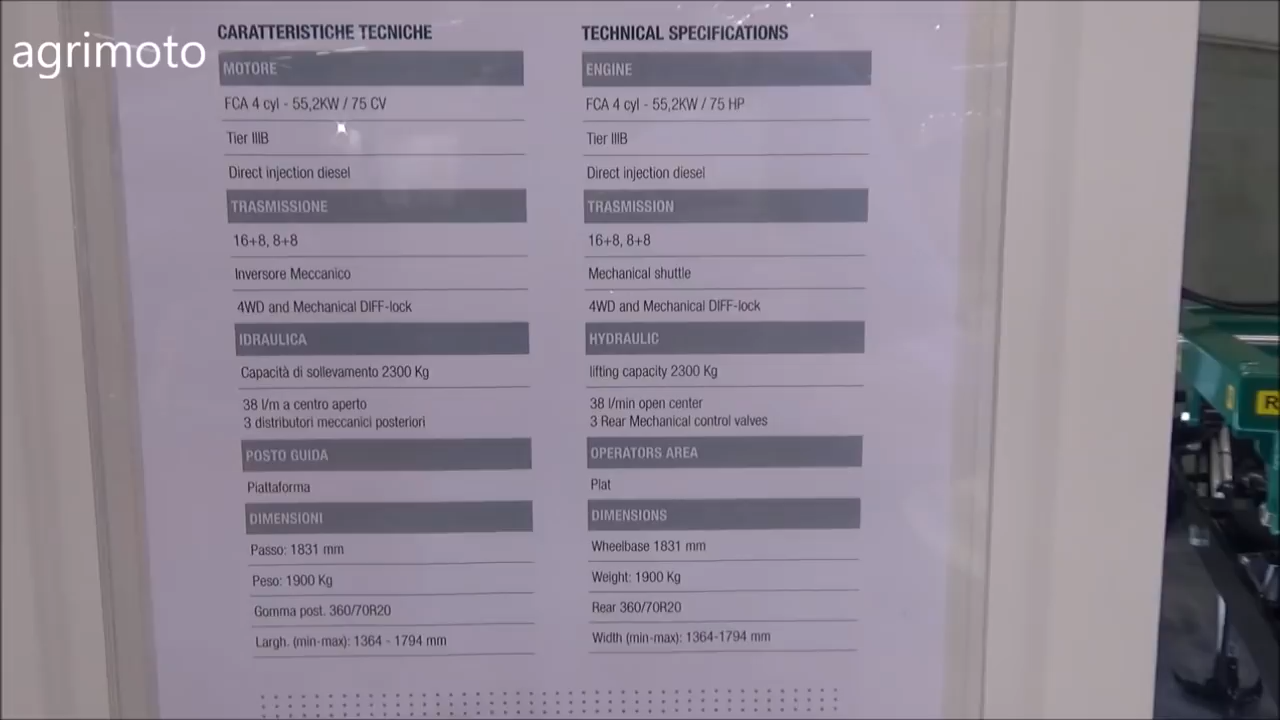 agrimoto
CARATTERISTICHE TECNICHE
MOTORE
FCA 4 cyl - 55,2KW / 75 CV
Tier IIIB
Direct injection diesel
TRASMISSIONE
16+8, 8+8
Inversore Meccanico
4WD and Mechanical DIFF-lock
IDRAULICA
Capacità di sollevamento 2300 Kg
38 l/m a centro aperto
3 distributori meccanici posteriori
POSTO GUIDA
Piattaforma
DIMENSIONI
Passo: 1831 mm
Peso: 1900 Kg
Gomma post. 360/70R20
Largh. (min-max): 1364 - 1794 mm
TECHNICAL SPECIFICATIONS
ENGINE
FCA 4 cyl - 55,2KW / 75 HP
Tier IIIB
Direct injection diesel
TRASMISSION
16+8, 8+8
Mechanical shuttle
4WD and Mechanical DIFF-lock
HYDRAULIC
lifting capacity 2300 Kg
38 l/min open center
3 Rear Mechanical control valves
OPERATORS AREA
Plat
DIMENSIONS
Wheelbase 1831 mm
Weight: 1900 Kg
Rear 360/70R20
Width (min-max): 1364-1794 mm
R